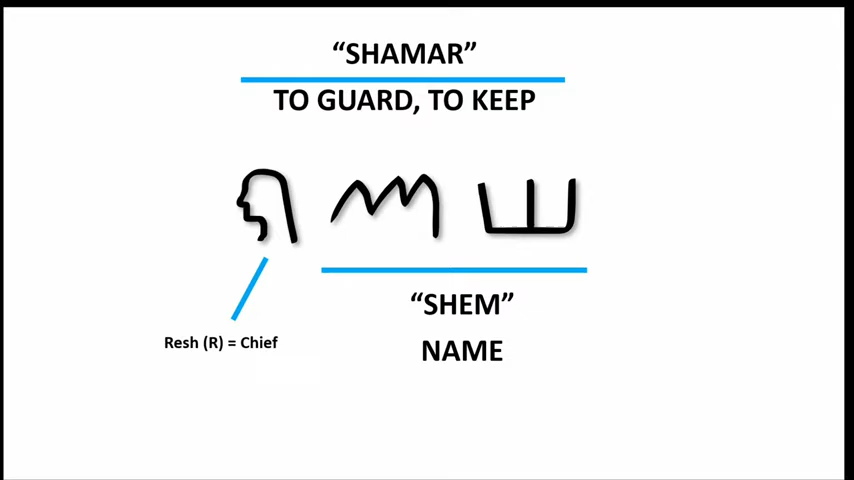 “SHAMAR”
TO GUARD, TO KEEP
“SHEM”
NAME
Resh (R) = Chief